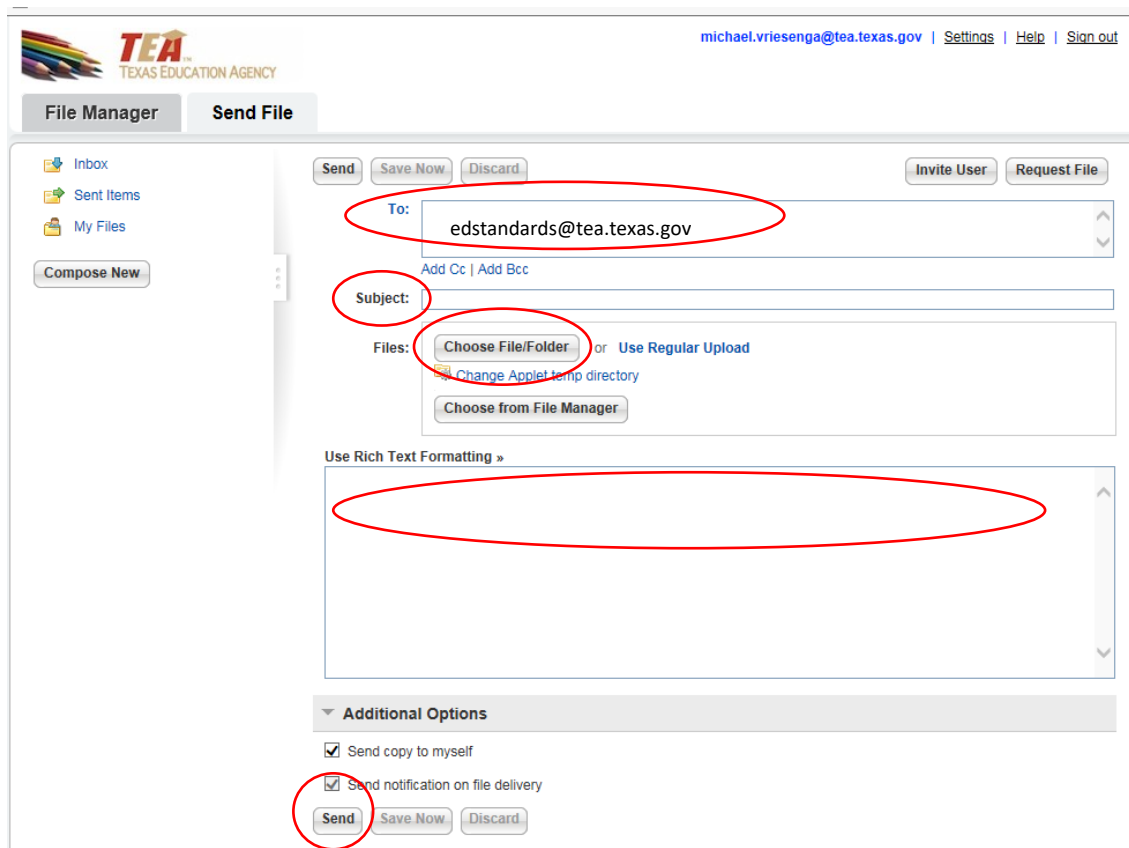 TEA
TEXAS EDUCATION AGENCY
michael.vriesenga@tea.texas.gov | Settings | Help | Sign out
File Manager
Send File
Inbox
Sent Items
My Files
Compose New
Send
Save Now
Discard
Invite User
Request File
To:
edstandards@tea.texas.gov
Add Cc | Add Bcc
Subject:
Files:
Choose File/Folder or Use Regular Upload
Change Applet temp directory
Choose from File Manager
Use Rich Text Formatting »
Additional Options
Send copy to myself
Send notification on file delivery
Send
Save Now
Discard